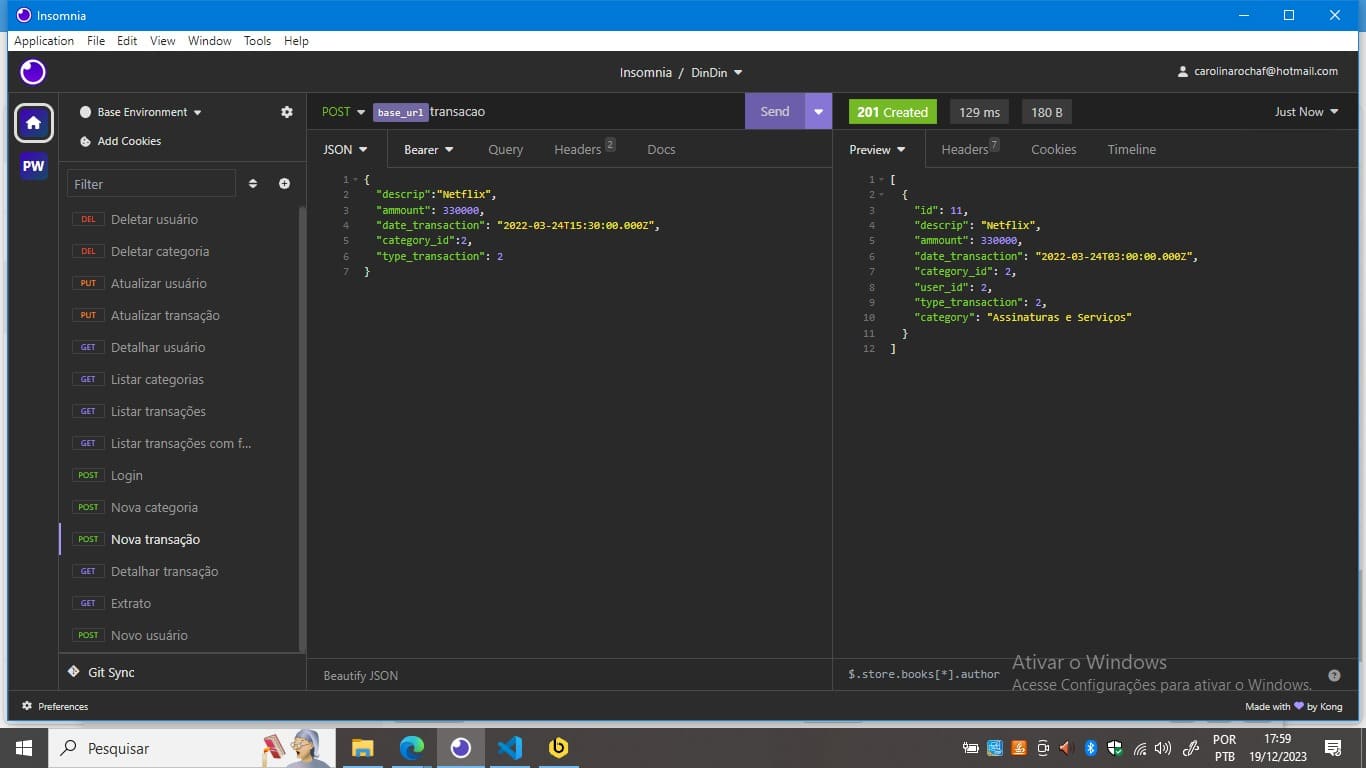 Insomnia
Application File Edit View Window Tools Help
Insomnia / DinDin
carolinarochaf@hotmail.com
PW
Base Environment
Add Cookies
Filter
DEL Deletar usuário
DEL Deletar categoria
PUT Atualizar usuário
PUT Atualizar transação
GET Detalhar usuário
GET Listar categorias
GET Listar transações
GET Listar transações com f...
POST Login
POST Nova categoria
POST Nova transação
GET Detalhar transação
GET Extrato
POST Novo usuário
Git Sync
POST base_url transacao
Send
JSON Bearer Query Headers 2 Docs
1 {
2 "descrip":"Netflix",
3 "ammount": 330000,
4 "date_transaction": "2022-03-24T15:30:00.000Z",
5 "category_id":2,
6 "type_transaction": 2
7 }
Beautify JSON
201 Created 129 ms 180 B Just Now
Preview Headers 7 Cookies Timeline
1 [
2 {
3 "id": 11,
4 "descrip": "Netflix",
5 "ammount": 330000,
6 "date_transaction": "2022-03-24T03:00:00.000Z",
7 "category_id": 2,
8 "user_id": 2,
9 "type_transaction": 2,
10 "category": "Assinaturas e Serviços"
11 }
12 ]
$.store.books[*].author
?
Ativar o Windows
Acesse Configurações para ativar o Windows.
Preferences
Made with by Kong
Pesquisar
POR
PTB
17:59
19/12/2023